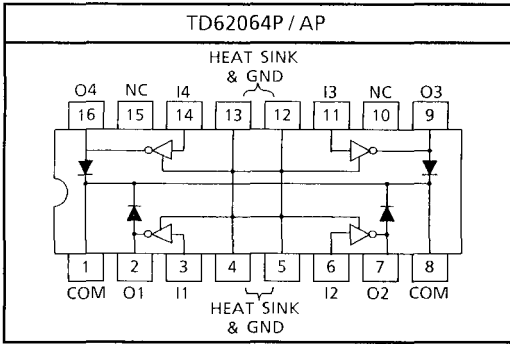 TD62064P / AP
HEAT SINK
& GND
O4 NC I4 I3 NC O3
16 15 14 13 12 11 10 9
1 2 3 4 5 6 7 8
COM O1 I1 I2 O2 COM
HEAT SINK
& GND